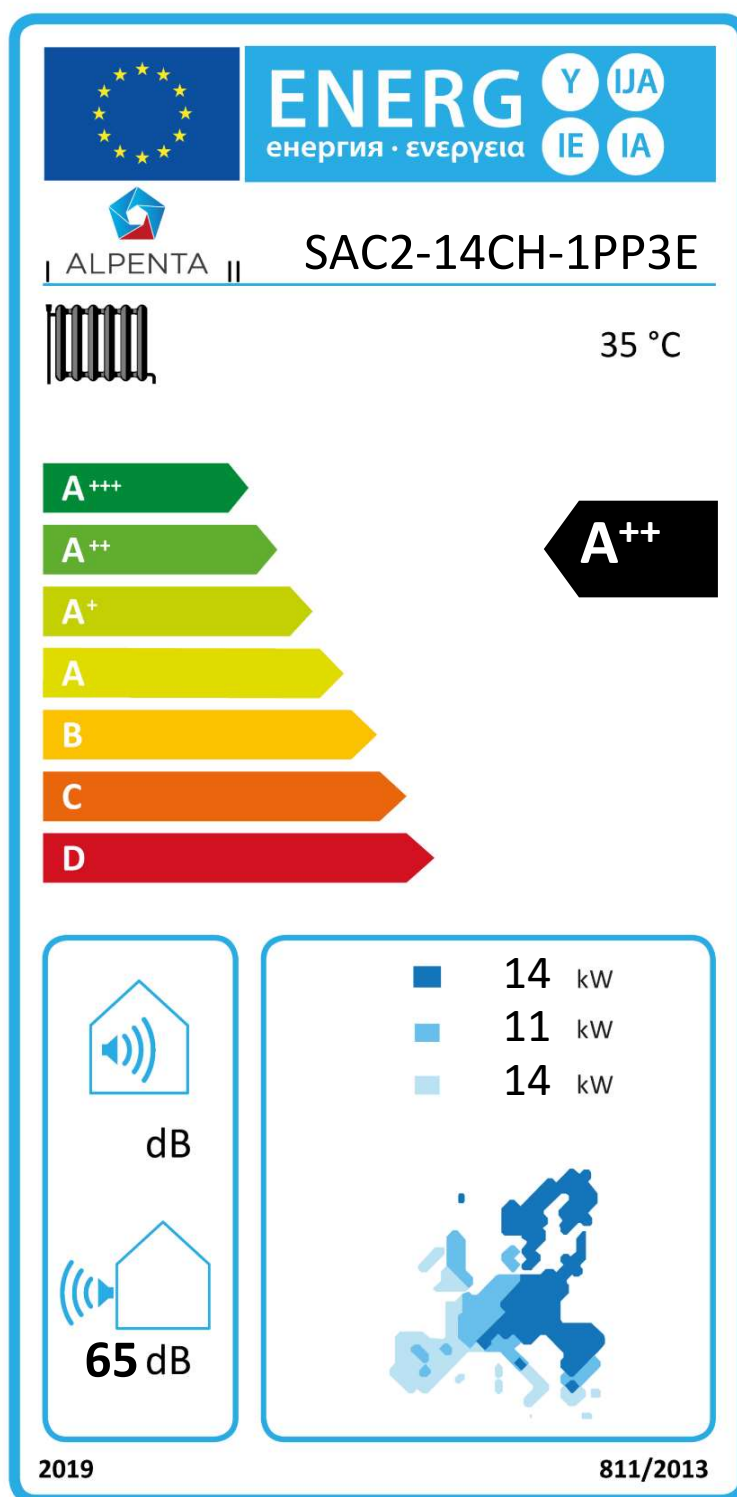 ENERG Y IJA
енергия · ενεργεια IE IA
I ALPENTA II SAC2-14CH-1PP3E
35 °C
A+++
A++ A++
A+
A
B
C
D
14 kW
11 kW
14 kW
dB
65 dB
2019 811/2013